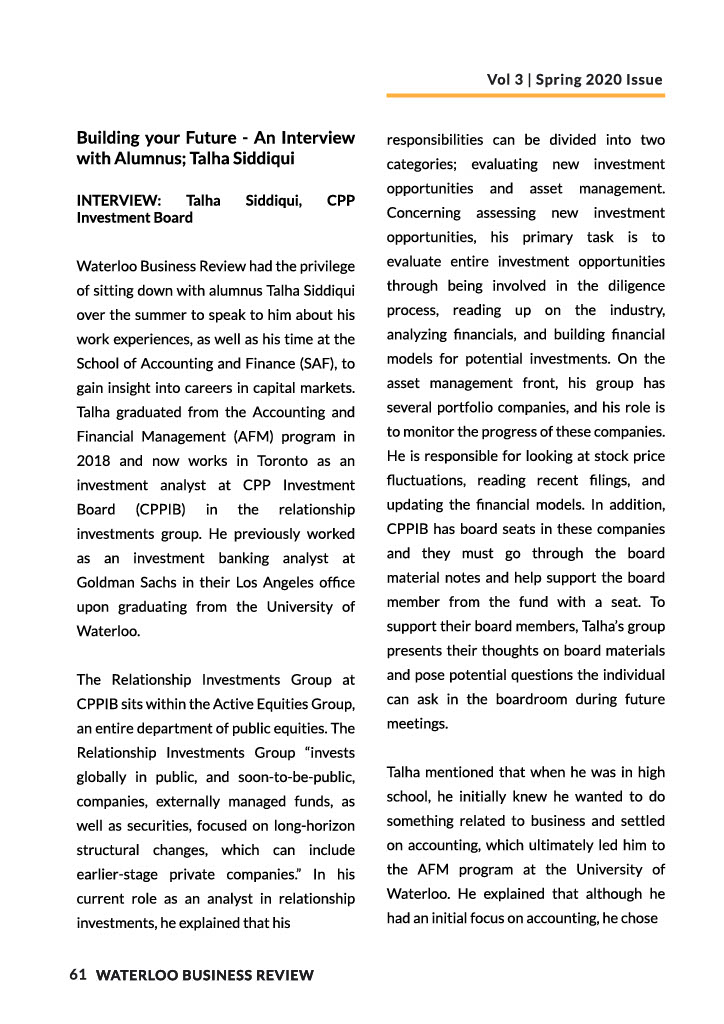 Vol 3 | Spring 2020 Issue
Building your Future - An Interview
with Alumnus; Talha Siddiqui
INTERVIEW: Talha Siddiqui, CPP
Investment Board
Waterloo Business Review had the privilege
of sitting down with alumnus Talha Siddiqui
over the summer to speak to him about his
work experiences, as well as his time at the
School of Accounting and Finance (SAF), to
gain insight into careers in capital markets.
Talha graduated from the Accounting and
Financial Management (AFM) program in
2018 and now works in Toronto as an
investment analyst at CPP Investment
Board (CPPIB) in the relationship
investments group. He previously worked
as an investment banking analyst at
Goldman Sachs in their Los Angeles office
upon graduating from the University of
Waterloo.
The Relationship Investments Group at
CPPIB sits within the Active Equities Group,
an entire department of public equities. The
Relationship Investments Group “invests
globally in public, and soon-to-be-public,
companies, externally managed funds, as
well as securities, focused on long-horizon
structural changes, which can include
earlier-stage private companies.” In his
current role as an analyst in relationship
investments, he explained that his
responsibilities can be divided into two
categories; evaluating new investment
opportunities and asset management.
Concerning assessing new investment
opportunities, his primary task is to
evaluate entire investment opportunities
through being involved in the diligence
process, reading up on the industry,
analyzing financials, and building financial
models for potential investments. On the
asset management front, his group has
several portfolio companies, and his role is
to monitor the progress of these companies.
He is responsible for looking at stock price
fluctuations, reading recent filings, and
updating the financial models. In addition,
CPPIB has board seats in these companies
and they must go through the board
material notes and help support the board
member from the fund with a seat. To
support their board members, Talha’s group
presents their thoughts on board materials
and pose potential questions the individual
can ask in the boardroom during future
meetings.
Talha mentioned that when he was in high
school, he initially knew he wanted to do
something related to business and settled
on accounting, which ultimately led him to
the AFM program at the University of
Waterloo. He explained that although he
had an initial focus on accounting, he chose
61 WATERLOO BUSINESS REVIEW